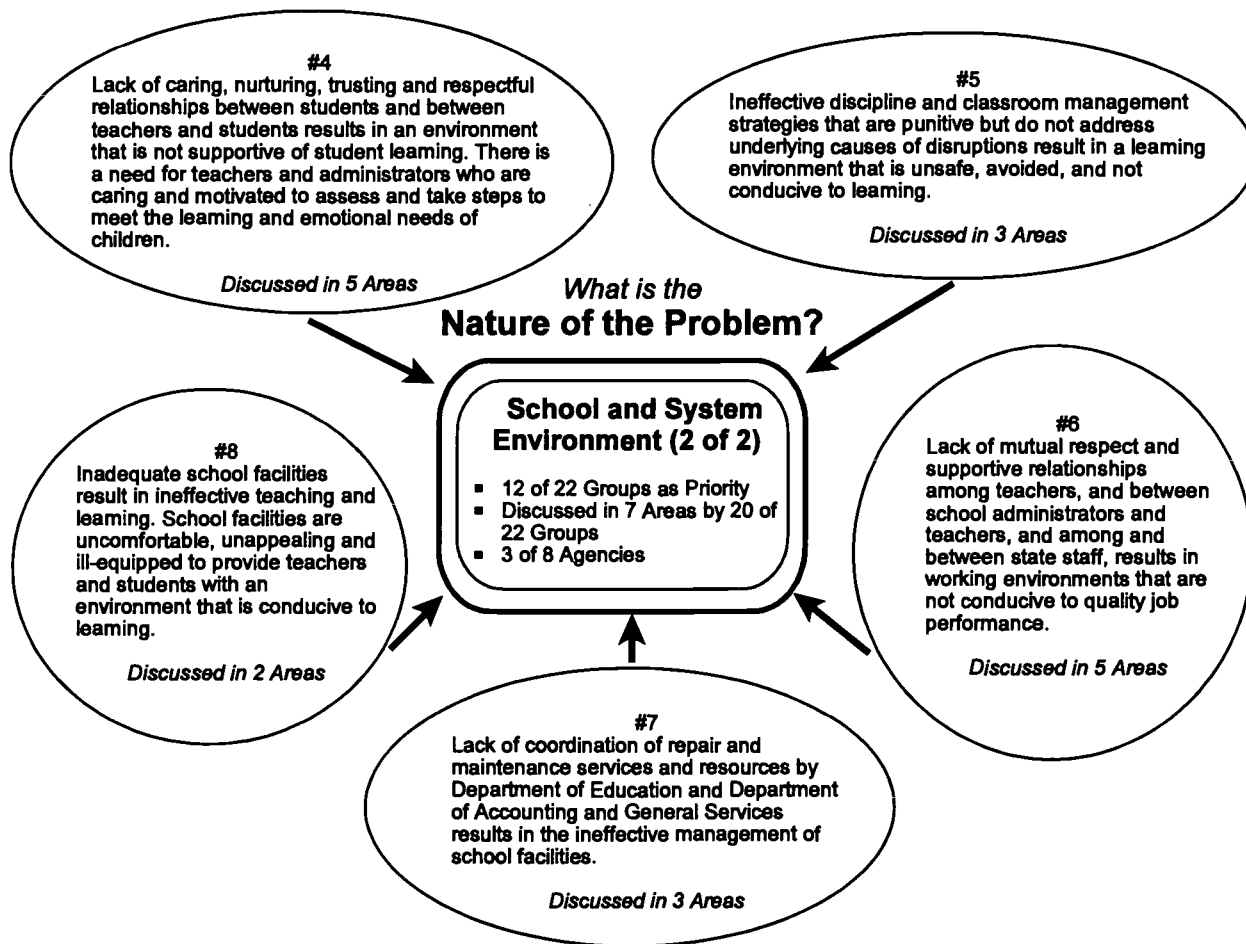 #4
Lack of caring, nurturing, trusting and respectful
relationships between students and between
teachers and students results in an environment
that is not supportive of student learning. There is
a need for teachers and administrators who are
caring and motivated to assess and take steps to
meet the learning and emotional needs of
children.
Discussed in 5 Areas
#5
Ineffective discipline and classroom management
strategies that are punitive but do not address
underlying causes of disruptions result in a learning
environment that is unsafe, avoided, and not
conducive to learning.
Discussed in 3 Areas
What is the
Nature of the Problem?
School and System
Environment (2 of 2)
▪ 12 of 22 Groups as Priority
▪ Discussed in 7 Areas by 20 of
22 Groups
▪ 3 of 8 Agencies
#8
Inadequate school facilities
result in ineffective teaching and
learning. School facilities are
uncomfortable, unappealing and
ill-equipped to provide teachers
and students with an
environment that is conducive to
learning.
Discussed in 2 Areas
#6
Lack of mutual respect and
supportive relationships
among teachers, and between
school administrators and
teachers, and among and
between state staff, results in
working environments that are
not conducive to quality job
performance.
Discussed in 5 Areas
#7
Lack of coordination of repair and
maintenance services and resources by
Department of Education and Department
of Accounting and General Services
results in the ineffective management of
school facilities.
Discussed in 3 Areas